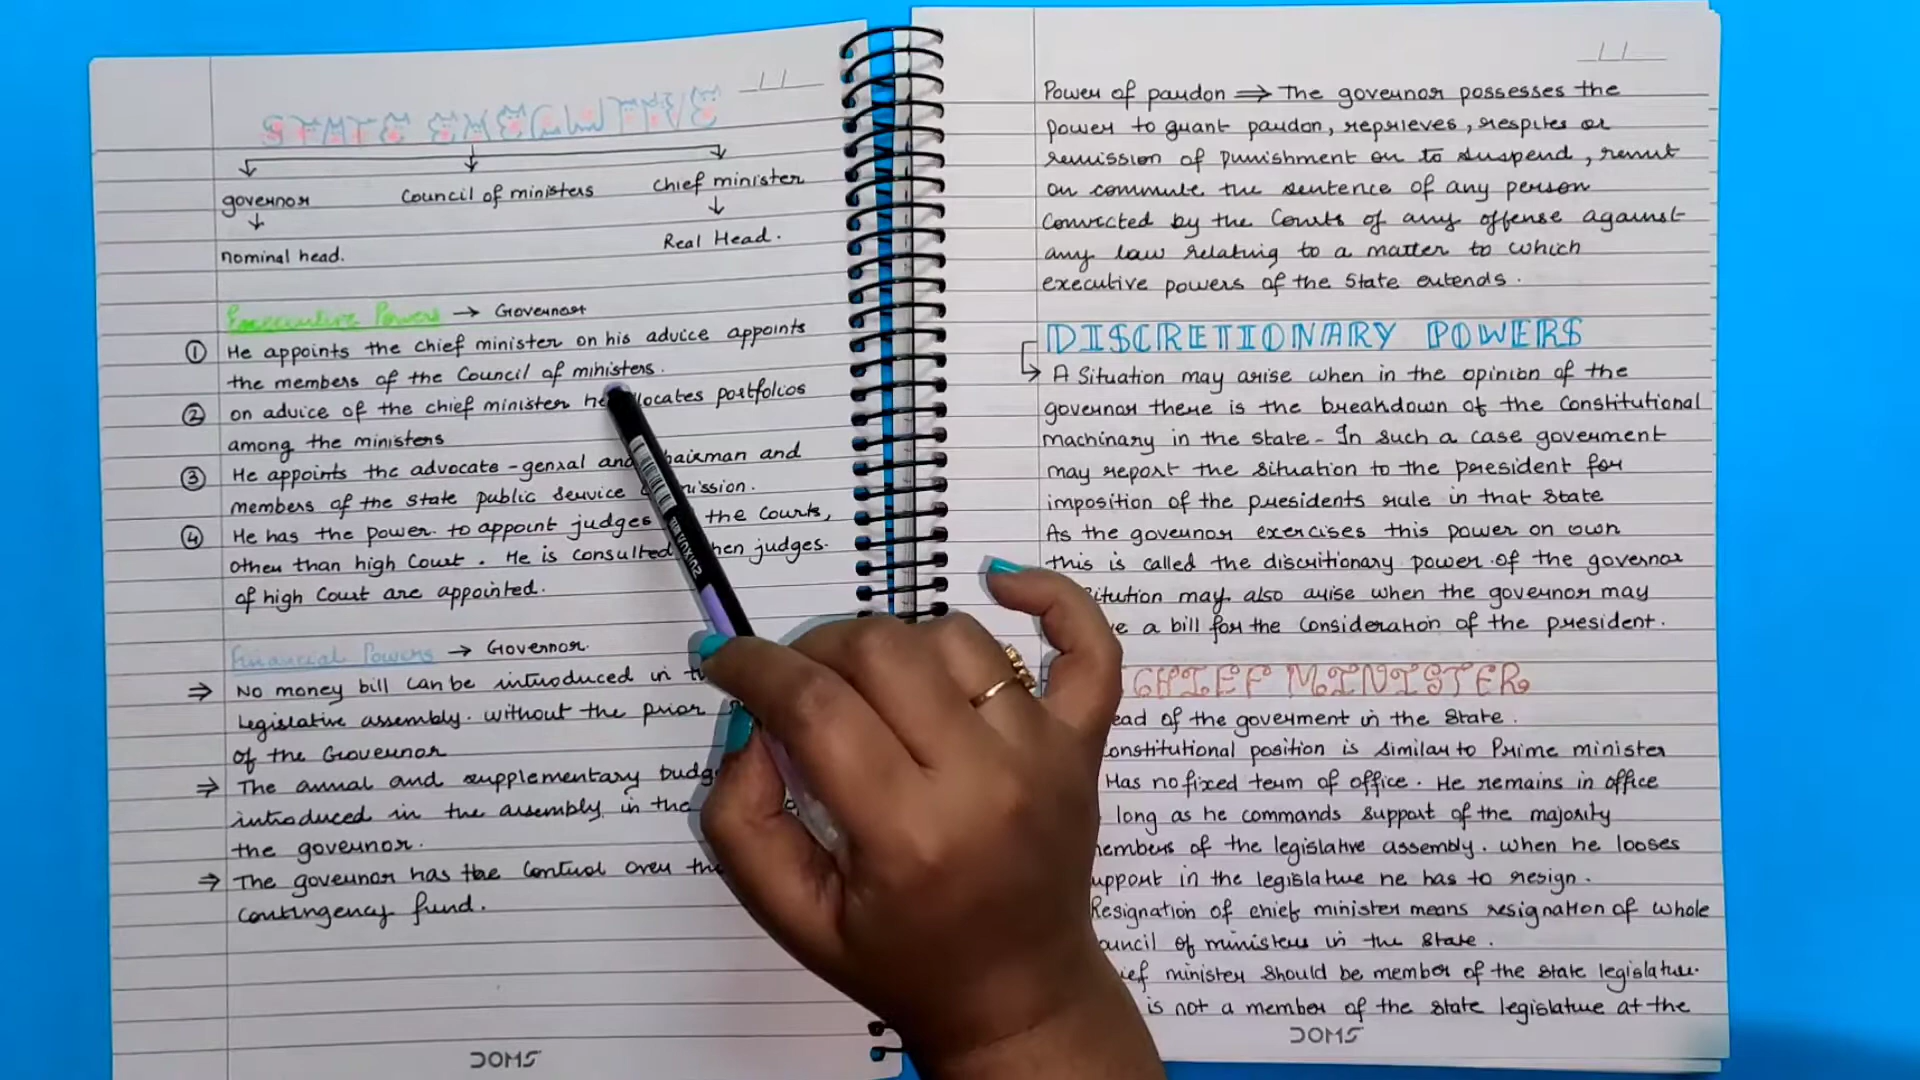 STATE EXECUTIVE
governor
Council of ministers
Chief minister
nominal head.
Real Head.
Executive Powers → Governor
① He appoints the chief minister on his advice appoints
the members of the Council of ministers.
② on advice of the chief minister he locates portfolios
among the ministers
③ He appoints the advocate-genral and hairman and
members of the state public service ission.
④ He has the power to appoint judges the Courts,
other than high Court. He is consulted hen judges.
of high Court are appointed.
Financial Powers → Governor.
⇒ No money bill can be introduced in
Legislative assembly. without the prior
of the Governor
⇒ The annual and supplementary budg
introduced in the assembly in the
the governor.
⇒ The governor has the Control over the
contingency fund.
DOMS
Power of pardon ⇒ The governor possesses the
power to grant pardon, reprieves, respites or
remission of punishment or to suspend, remit
or commute the sentence of any person
convicted by the Courts of any offense against
any law relating to a matter to which
executive powers of the State extends.
DISCRETIONARY POWERS
→ A Situation may arise when in the opinion of the
governor there is the breakdown of the Constitutional
machinary in the state - In such a case goverment
may report the situation to the president for
imposition of the presidents rule in that state
As the governor exercises this power on own
this is called the discritionary power of the governor
itution may also arise when the governor may
e a bill for the consideration of the president.
CHIEF MINISTER
ead of the goverment in the State.
onstitutional position is similar to Prime minister
Has no fixed term of office. He remains in office
long as he commands support of the majority
embers of the legislative assembly. when he looses
upport in the legislature he has to resign.
Resignation of chief minister means resignation of whole
ouncil of ministers in the state.
ief minister should be member of the state legislature.
is not a member of the state legislature at the
DOMS